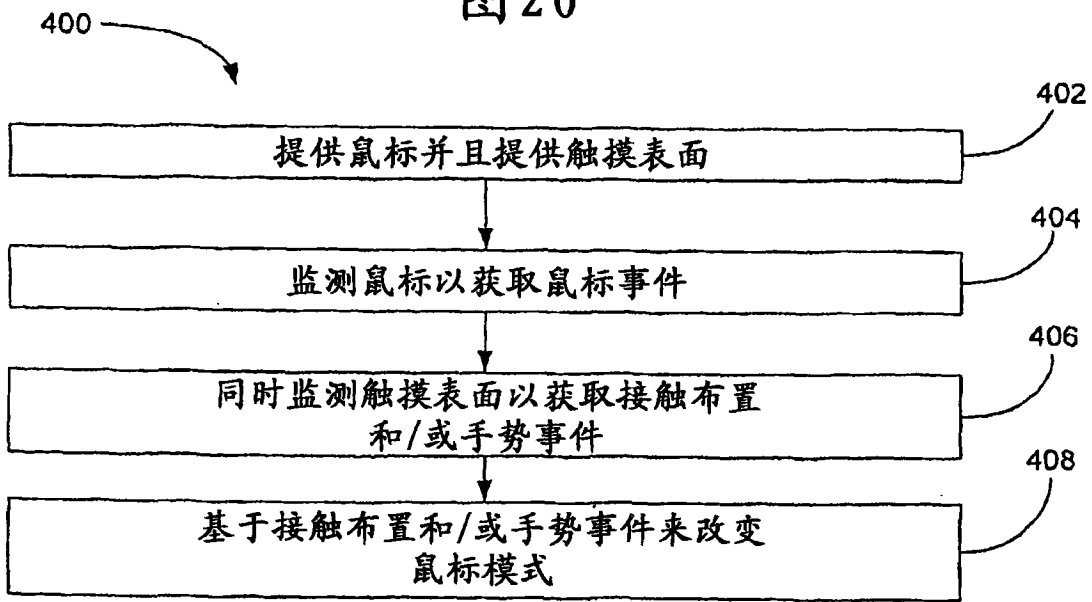 图20
400
402
提供鼠标并且提供触摸表面
404
监测鼠标以获取鼠标事件
406
同时监测触摸表面以获取接触布置
和/或手势事件
408
基于接触布置和/或手势事件来改变
鼠标模式